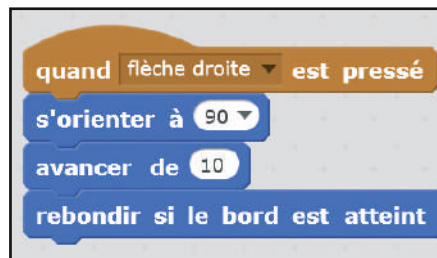 quand flèche droite est pressé
s'orienter à 90
avancer de 10
rebondir si le bord est atteint